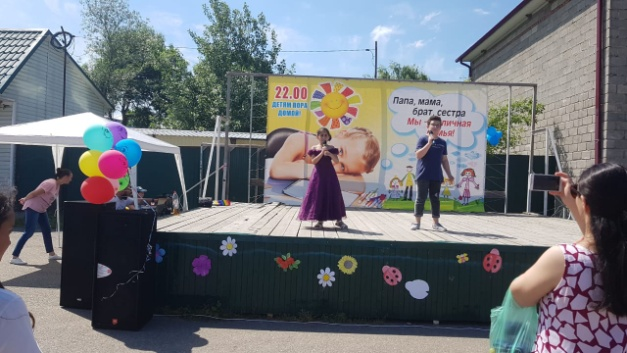 22.00
ДЕТЯМ ПОРА
ДОМОЙ!
Папа, мама,
брат, сестра
Мы - отличная
семья!